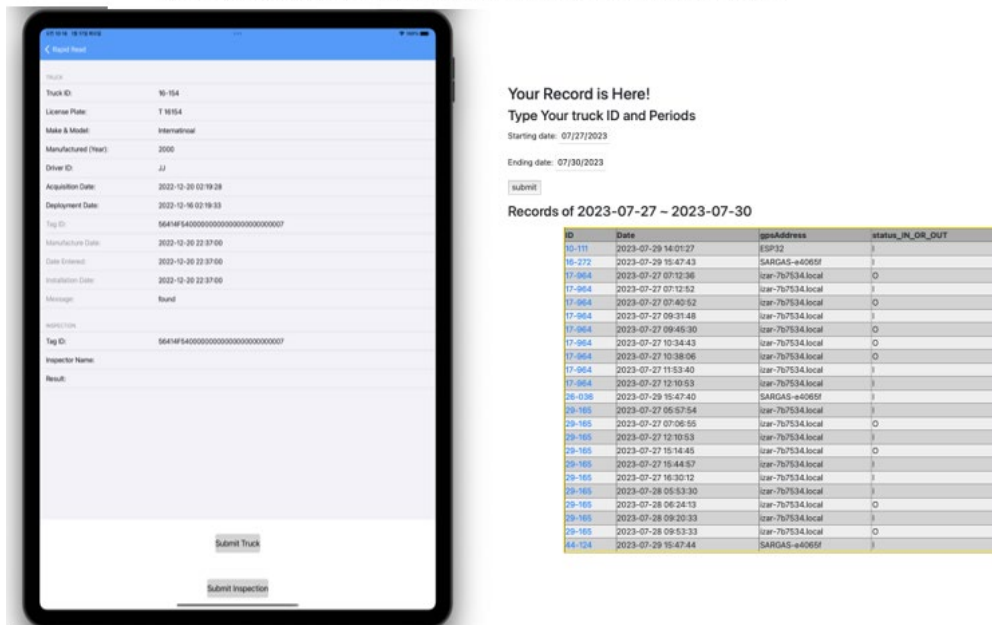 Rapid Read
TRUCK
Truck ID: 16-154
License Plate: T 16154
Make & Model: Internatinoal
Manufactured (Year): 2000
Driver ID: JJ
Acquisition Date: 2022-12-20 02:19:28
Deployment Date: 2022-12-16 02:19:33
Tag ID:
Manufacture Date: 2022-12-20 22:37:00
Date Entered: 2022-12-20 22:37:00
Installation Date: 2022-12-20 22:37:00
Message: found
INSPECTION
Tag ID:
Inspector Name:
Result:
Submit Truck
Submit Inspection
Your Record is Here!
Type Your truck ID and Periods
Starting date: 07/27/2023
Ending date: 07/30/2023
submit
Records of 2023-07-27 ~ 2023-07-30
ID Date gpsAddress status_IN_OR_OUT
10-111 2023-07-29 14:01:27 ESP32 I
16-272 2023-07-29 15:47:43 SARGAS-e4065f I
17-964 2023-07-27 07:12:36 izar-7b7534.local O
17-964 2023-07-27 07:12:52 izar-7b7534.local I
17-964 2023-07-27 07:40:52 izar-7b7534.local O
17-964 2023-07-27 09:31:48 izar-7b7534.local I
17-964 2023-07-27 09:45:30 izar-7b7534.local O
17-964 2023-07-27 10:34:43 izar-7b7534.local O
17-964 2023-07-27 10:38:06 izar-7b7534.local O
17-964 2023-07-27 11:53:40 izar-7b7534.local I
17-964 2023-07-27 12:10:53 izar-7b7534.local I
26-036 2023-07-29 15:47:40 SARGAS-e4065f I
29-165 2023-07-27 05:57:54 izar-7b7534.local I
29-165 2023-07-27 07:06:55 izar-7b7534.local O
29-165 2023-07-27 12:10:53 izar-7b7534.local I
29-165 2023-07-27 15:14:45 izar-7b7534.local O
29-165 2023-07-27 15:44:57 izar-7b7534.local I
29-165 2023-07-27 16:30:12 izar-7b7534.local I
29-165 2023-07-28 05:53:30 izar-7b7534.local I
29-165 2023-07-28 06:24:13 izar-7b7534.local O
29-165 2023-07-28 09:20:33 izar-7b7534.local I
29-165 2023-07-28 09:53:33 izar-7b7534.local O
44-124 2023-07-29 15:47:44 SARGAS-e4065f I